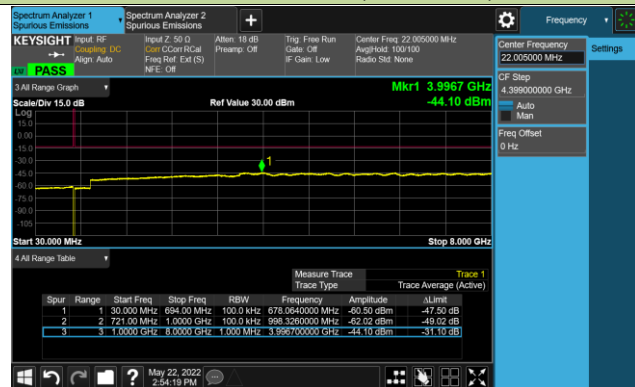 Spectrum Analyzer 1
Spurious Emissions
Spectrum Analyzer 2
Spurious Emissions
+
Frequency
KEYSIGHT
Input: RF
Coupling: DC
Align: Auto
Input Z: 50 Ω
Corr CCorr RCal
Freq Ref: Ext (S)
NFE: Off
Atten: 18 dB
Preamp: Off
Trig: Free Run
Gate: Off
IF Gain: Low
Center Freq: 22.005000 MHz
Avg|Hold: 100/100
Radio Std: None
PASS
Center Frequency
22.005000 MHz
Settings
CF Step
4.399000000 GHz
Auto
Man
Freq Offset
0 Hz
3 All Range Graph
Mkr1 3.9967 GHz
Scale/Div 15.0 dB
Ref Value 30.00 dBm
-44.10 dBm
Log
15.0
0.00
-15.0
-30.0
-45.0
-60.0
-75.0
-90.0
-105
1
Start 30.000 MHz
Stop 8.000 GHz
4 All Range Table
Measure Trace Trace 1
Trace Type Trace Average (Active)
Spur Range Start Freq Stop Freq RBW Frequency Amplitude ΔLimit
1 1 30.000 MHz 694.00 MHz 100.0 kHz 678.0640000 MHz -60.50 dBm -47.50 dB
2 2 721.00 MHz 1.0000 GHz 100.0 kHz 998.3260000 MHz -62.02 dBm -49.02 dB
3 3 1.0000 GHz 8.0000 GHz 1.000 MHz 3.996700000 GHz -44.10 dBm -31.10 dB
?
May 22, 2022
2:54:19 PM